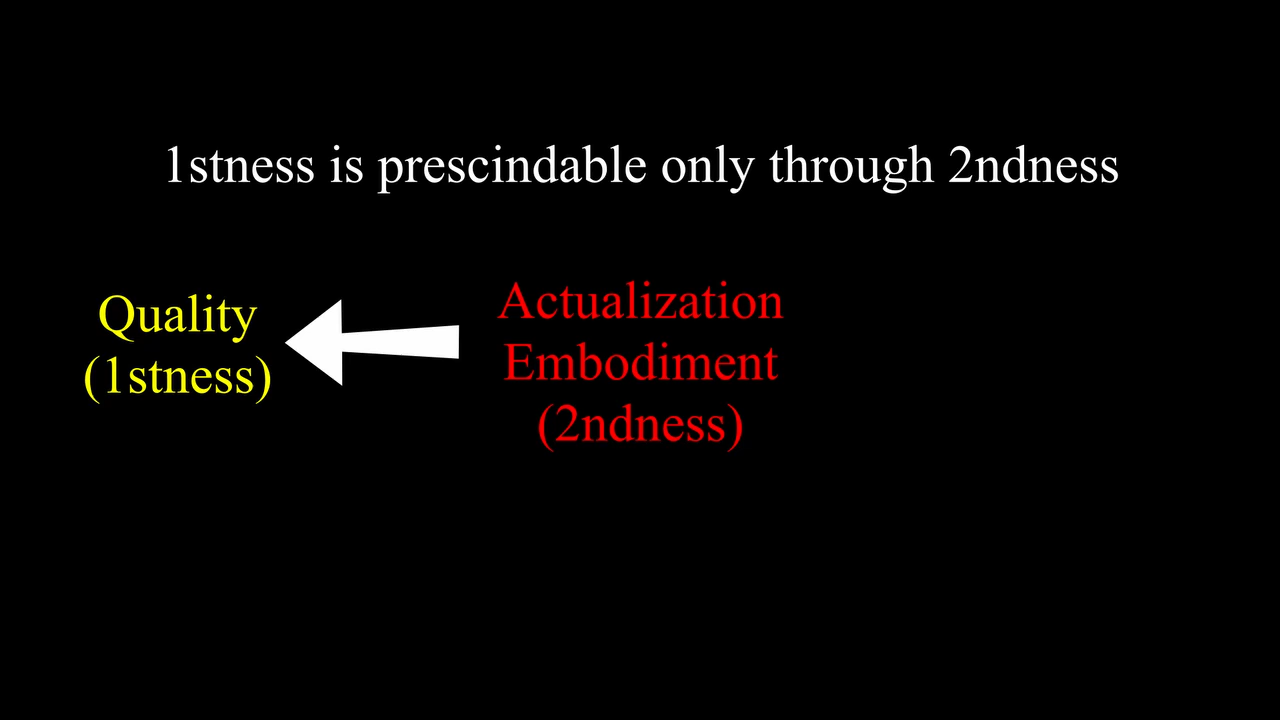 1stness is prescindable only through 2ndness
Quality
(1stness)
Actualization
Embodiment
(2ndness)